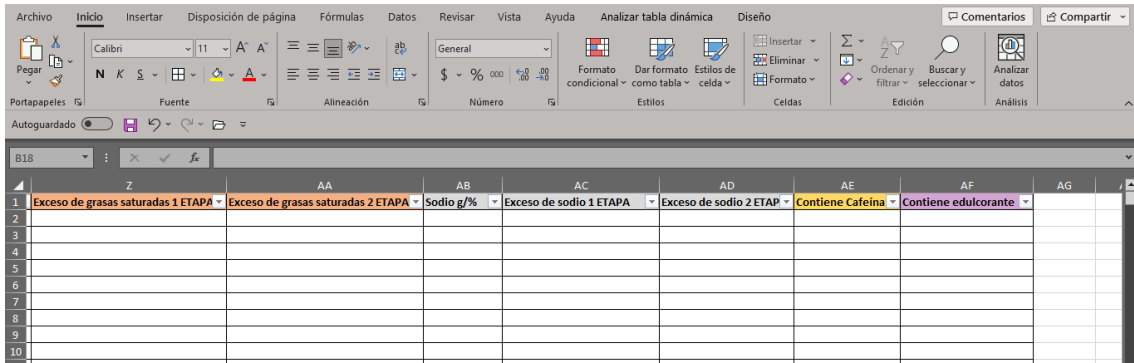 Archivo Inicio Insertar Disposición de página Fórmulas Datos Revisar Vista Ayuda Analizar tabla dinámica Diseño Comentarios Compartir
Calibri 11 A A ab General Insertar
Pegar N K S A $ % 000 Formato condicional Dar formato como tabla Estilos de celda Eliminar Formato Ordenar y filtrar Buscar y seleccionar Analizar datos
Portapapeles Fuente Alineación Número Estilos Celdas Edición Análisis
Autoguardado
B18 fx
Z AA AB AC AD AE AF AG
1 Exceso de grasas saturadas 1 ETAPA Exceso de grasas saturadas 2 ETAPA Sodio g/% Exceso de sodio 1 ETAPA Exceso de sodio 2 ETAP Contiene Cafeína Contiene edulcorante
2
3
4
5
6
7
8
9
10